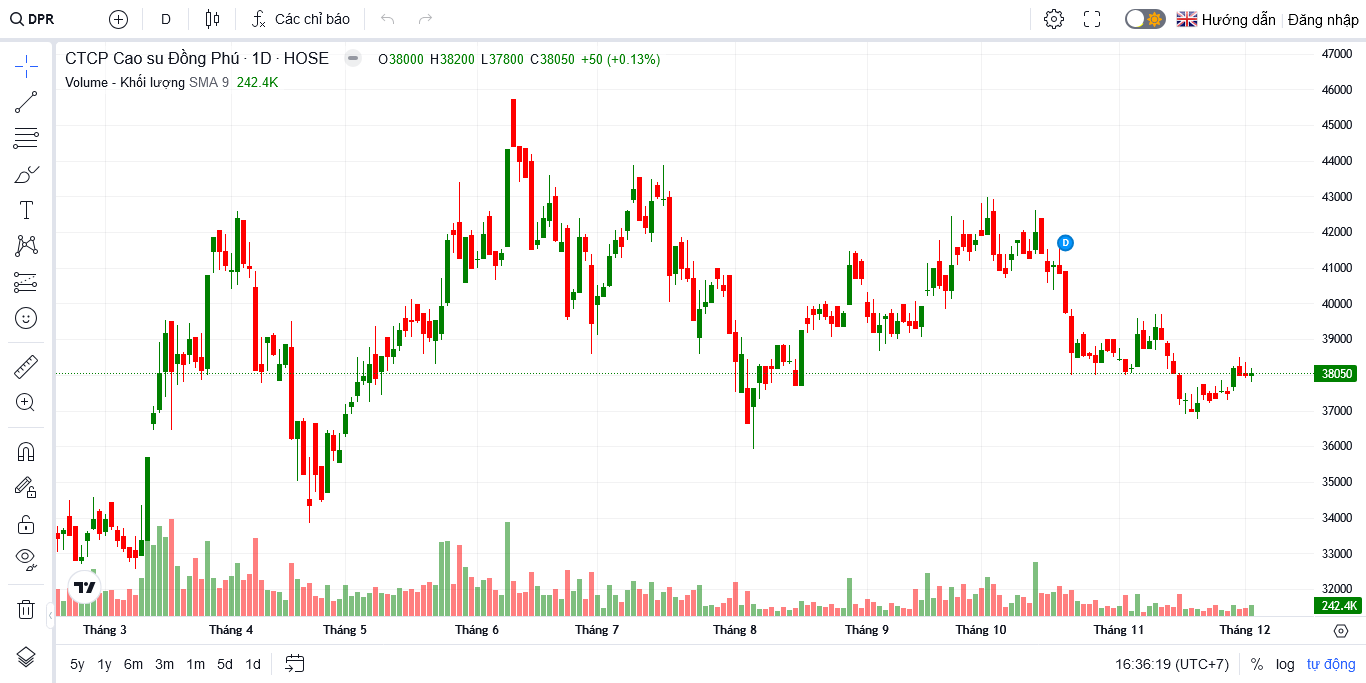 DPR
D
Các chỉ báo
Hướng dẫn
Đăng nhập
CTCP Cao su Đồng Phú · 1D · HOSE
O38000 H38200 L37800 C38050 +50 (+0.13%)
Volume - Khối lượng SMA 9 242.4K
47000
46000
45000
44000
43000
42000
41000
40000
39000
38050
37000
36000
35000
34000
33000
32000
242.4K
D
Tháng 3
Tháng 4
Tháng 5
Tháng 6
Tháng 7
Tháng 8
Tháng 9
Tháng 10
Tháng 11
Tháng 12
5y 1y 6m 3m 1m 5d 1d
16:36:19 (UTC+7)
% log tự động